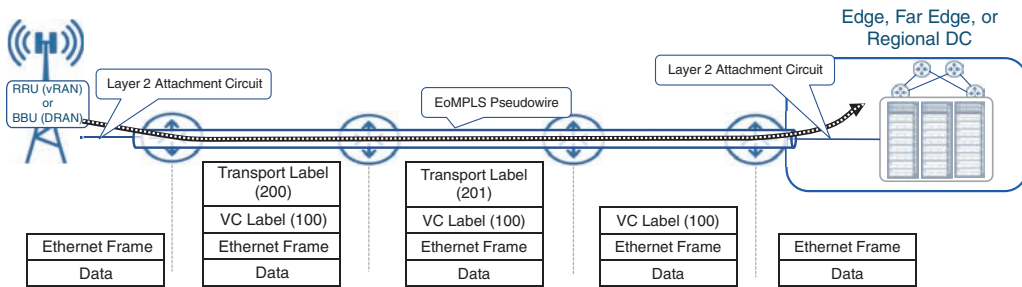 Edge, Far Edge, or
Regional DC
RRU (vRAN)
or
BBU (DRAN)
Layer 2 Attachment Circuit
EoMPLS Pseudowire
Layer 2 Attachment Circuit
Ethernet Frame
Data
Transport Label
(200)
VC Label (100)
Ethernet Frame
Data
Transport Label
(201)
VC Label (100)
Ethernet Frame
Data
VC Label (100)
Ethernet Frame
Data
Ethernet Frame
Data